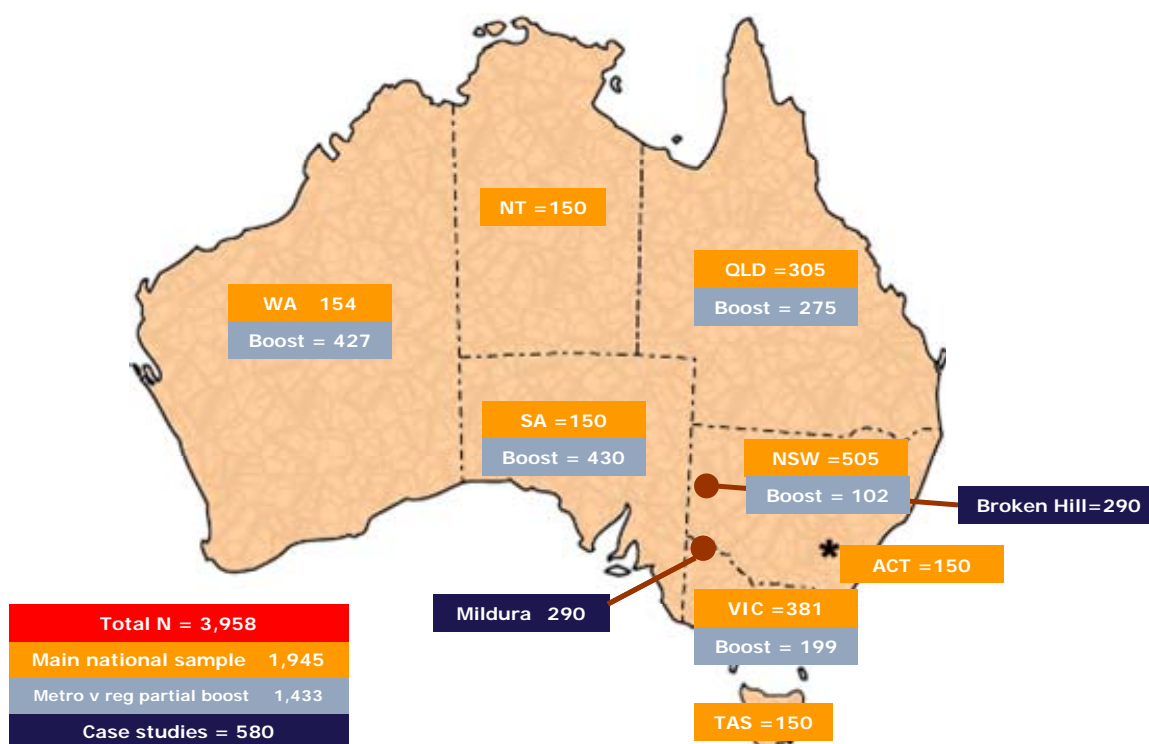 NT =150
QLD =305
Boost = 275
WA 154
Boost = 427
SA =150
Boost = 430
NSW =505
Boost = 102
Broken Hill=290
*
ACT =150
Mildura 290
VIC =381
Boost = 199
TAS =150
Total N = 3,958
Main national sample 1,945
Metro v reg partial boost 1,433
Case studies = 580